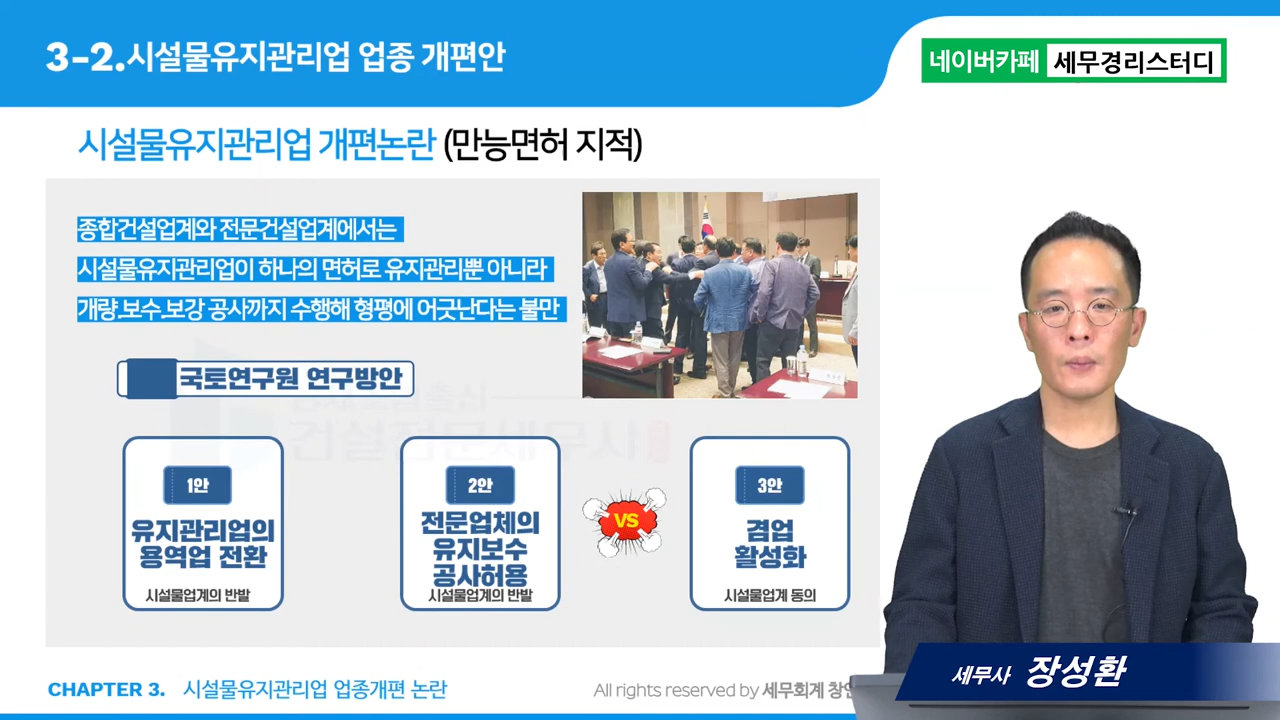 3-2.시설물유지관리업 업종 개편안
네이버카페 세무경리스터디
시설물유지관리업 개편논란 (만능면허 지적)
종합건설업계와 전문건설업계에서는
시설물유지관리업이 하나의 면허로 유지관리뿐 아니라
개량.보수.보강 공사까지 수행해 형평에 어긋난다는 불만
국토연구원 연구방안
건설전문세무사
1안
유지관리업의
용역업 전환
시설물업계의 반발
2안
전문업체의
유지보수
공사허용
시설물업계의 반발
VS
3안
겸업
활성화
시설물업계 동의
세무사 장성환
CHAPTER 3. 시설물유지관리업 업종개편 논란
All rights reserved by 세무회계 창연